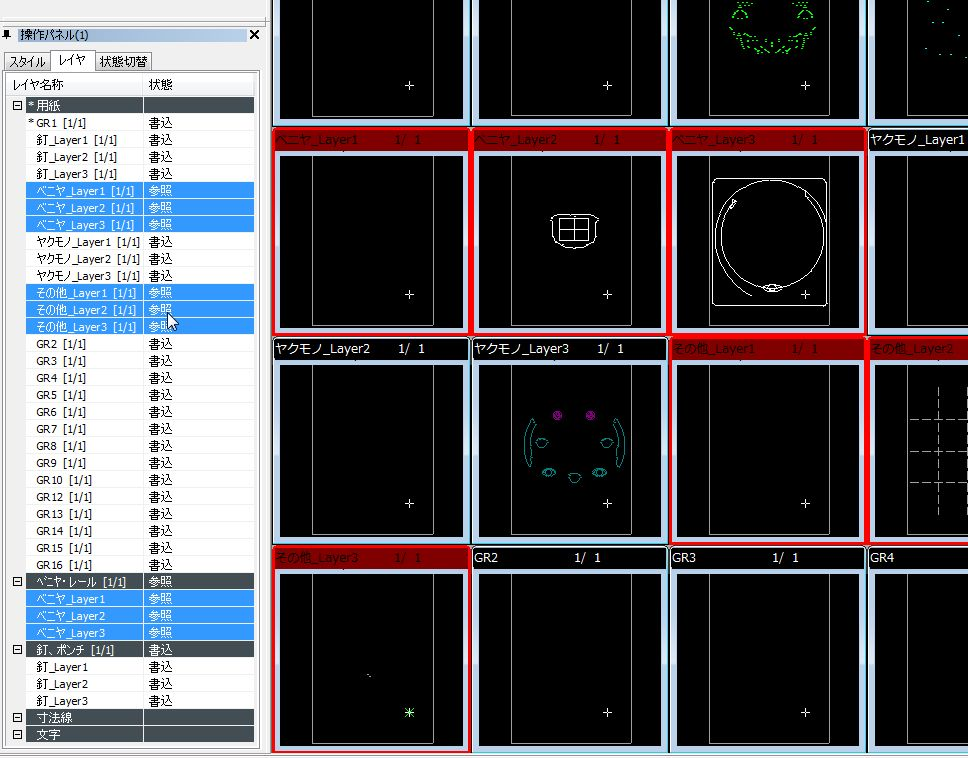 操作パネル(1)
スタイル レイヤ 状態切替
レイヤ名称 状態
* 用紙
* GR1 [1/1] 書込
釘_Layer1 [1/1] 書込
釘_Layer2 [1/1] 書込
釘_Layer3 [1/1] 書込
ベニヤ_Layer1 [1/1] 参照
ベニヤ_Layer2 [1/1] 参照
ベニヤ_Layer3 [1/1] 参照
ヤクモノ_Layer1 [1/1] 書込
ヤクモノ_Layer2 [1/1] 書込
ヤクモノ_Layer3 [1/1] 書込
その他_Layer1 [1/1] 参照
その他_Layer2 [1/1] 参照
その他_Layer3 [1/1] 参照
GR2 [1/1] 書込
GR3 [1/1] 書込
GR4 [1/1] 書込
GR5 [1/1] 書込
GR6 [1/1] 書込
GR7 [1/1] 書込
GR8 [1/1] 書込
GR9 [1/1] 書込
GR10 [1/1] 書込
GR12 [1/1] 書込
GR13 [1/1] 書込
GR14 [1/1] 書込
GR15 [1/1] 書込
GR16 [1/1] 書込
ベニヤ・レール [1/1] 参照
ベニヤ_Layer1 参照
ベニヤ_Layer2 参照
ベニヤ_Layer3 参照
釘、ポンチ [1/1] 書込
釘_Layer1 書込
釘_Layer2 書込
釘_Layer3 書込
寸法線
文字
ベニヤ_Layer1 1/ 1 ベニヤ_Layer2 1/ 1 ベニヤ_Layer3 1/ 1 ヤクモノ_Layer1
ヤクモノ_Layer2 1/ 1 ヤクモノ_Layer3 1/ 1 その他_Layer1 1/ 1 その他_Layer2
その他_Layer3 1/ 1 GR2 1/ 1 GR3 1/ 1 GR4